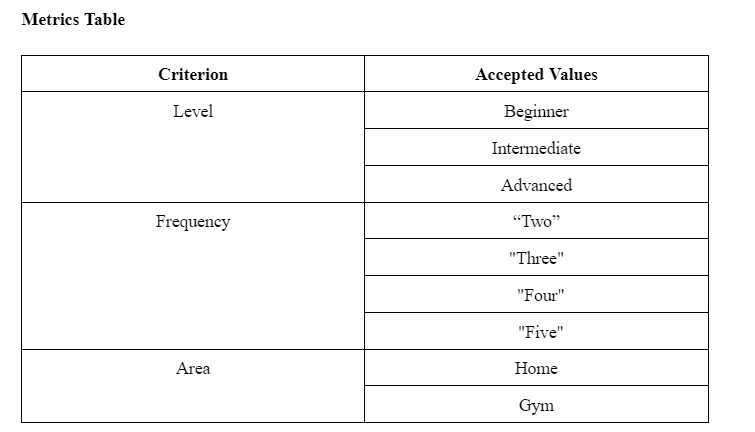 Metrics Table
Criterion Accepted Values
Level Beginner
Intermediate
Advanced
Frequency “Two”
"Three"
"Four"
"Five"
Area Home
Gym